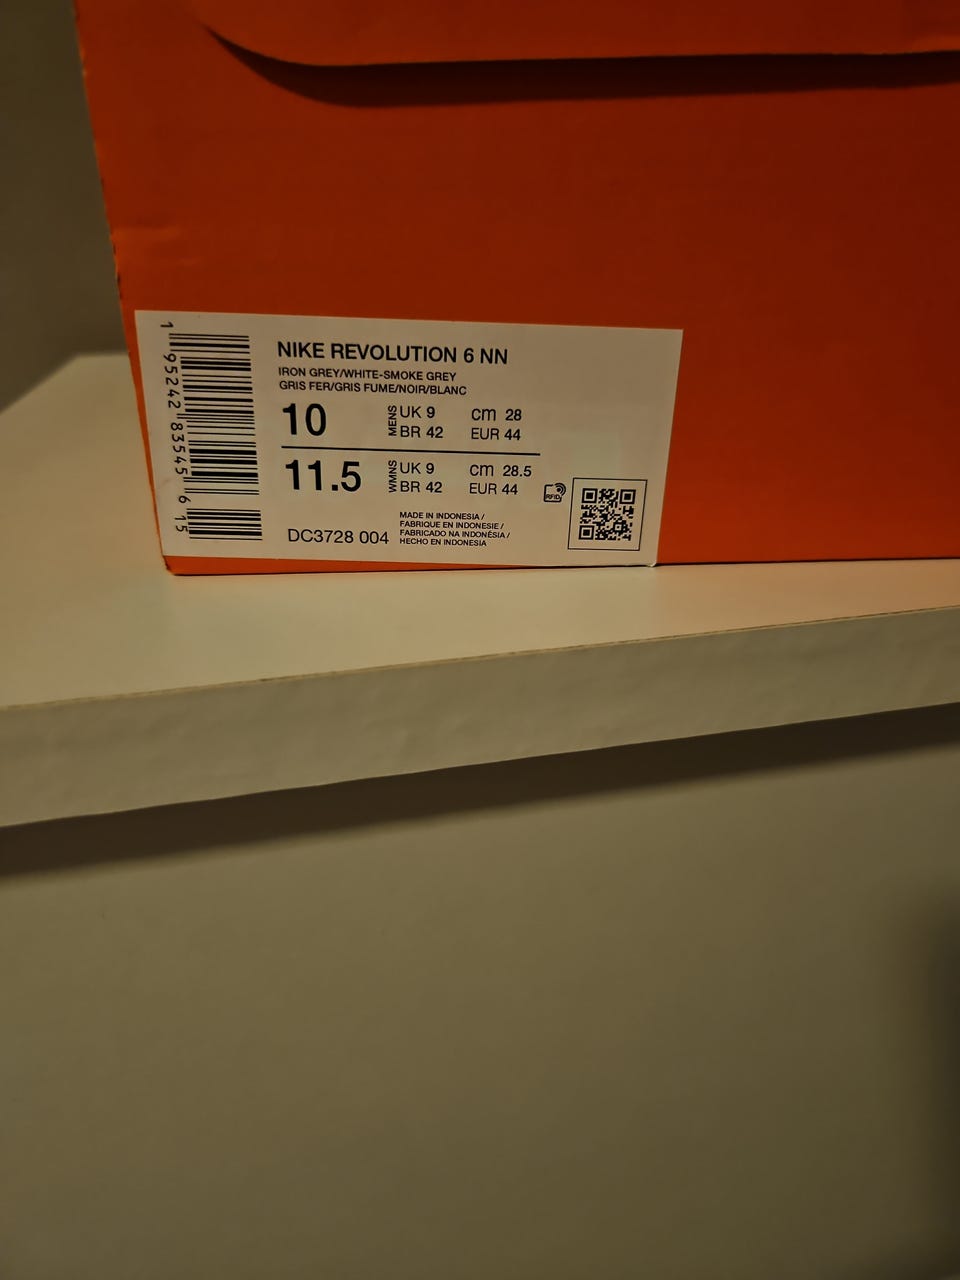 NIKE REVOLUTION 6 NN
IRON GREY/WHITE-SMOKE GREY
GRIS FER/GRIS FUME/NOIR/BLANC
10 MENS UK 9 cm 28
BR 42 EUR 44
11.5 WMNS UK 9 cm 28.5
BR 42 EUR 44
DC3728 004
MADE IN INDONESIA /
FABRIQUE EN INDONESIE /
FABRICADO NA INDONÉSIA /
HECHO EN INDONESIA
RFID
1 95242 83545 6 15